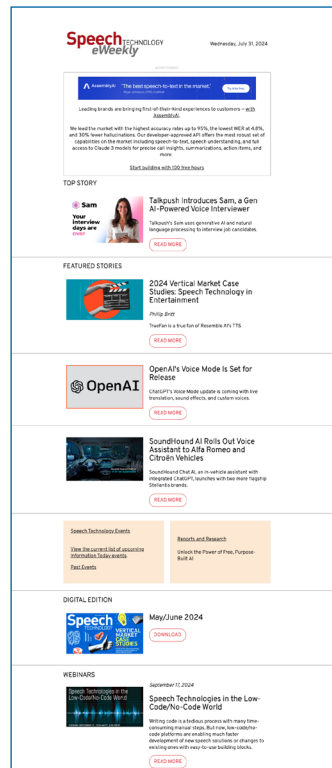 Speech TECHNOLOGY
eWeekly
Wednesday, July 31, 2024
AssemblyAI
"The best speech-to-text in the market."
Leading brands are bringing first-of-their-kind experiences to customers – with
AssemblyAI.
We lead the market with the highest accuracy rates up to 95%, the lowest WER at 4.8%,
and 30% fewer hallucinations. Our developer-approved API offers the most robust set of
capabilities on the market including speech-to-text, speech understanding, and full
access to Claude 3 models for precise call insights, summarizations, action items, and
more.
Start building with 100 free hours
TOP STORY
Sam
Your
interview
days are
over
Talkpush Introduces Sam, a Gen
AI-Powered Voice Interviewer
Talkpush's Sam uses generative AI and natural
language processing to interview job candidates.
READ MORE
FEATURED STORIES
2024 Vertical Market Case
Studies: Speech Technology in
Entertainment
Phillip Britt
TrueFan is a true fan of Resemble AI's TTS.
READ MORE
OpenAI
OpenAI's Voice Mode Is Set for
Release
ChatGPT's Voice Mode update is coming with live
translation, sound effects, and custom voices.
READ MORE
SoundHound AI Rolls Out Voice
Assistant to Alfa Romeo and
Citroën Vehicles
SoundHound Chat AI, an in-vehicle assistant with
integrated ChatGPT, launches with two more flagship
Stellantis brands.
READ MORE
Speech Technology Events
View the current list of upcoming
Information Today events
Past Events
Reports and Research
Unlock the Power of Free, Purpose-
Built AI
DIGITAL EDITION
Speech
TECHNOLOGY
VERTICAL
MARKET
CASE
STUDIES
May/June 2024
DOWNLOAD
WEBINARS
Speech Technologies in the
Low-Code/No-Code World
September 17, 2024
Speech Technologies in the Low-
Code/No-Code World
Writing code is a tedious process with many time-
consuming manual steps. But now, low-code/no-
code platforms are enabling much faster
development of new speech solutions or changes to
existing ones with easy-to-use building blocks.
READ MORE